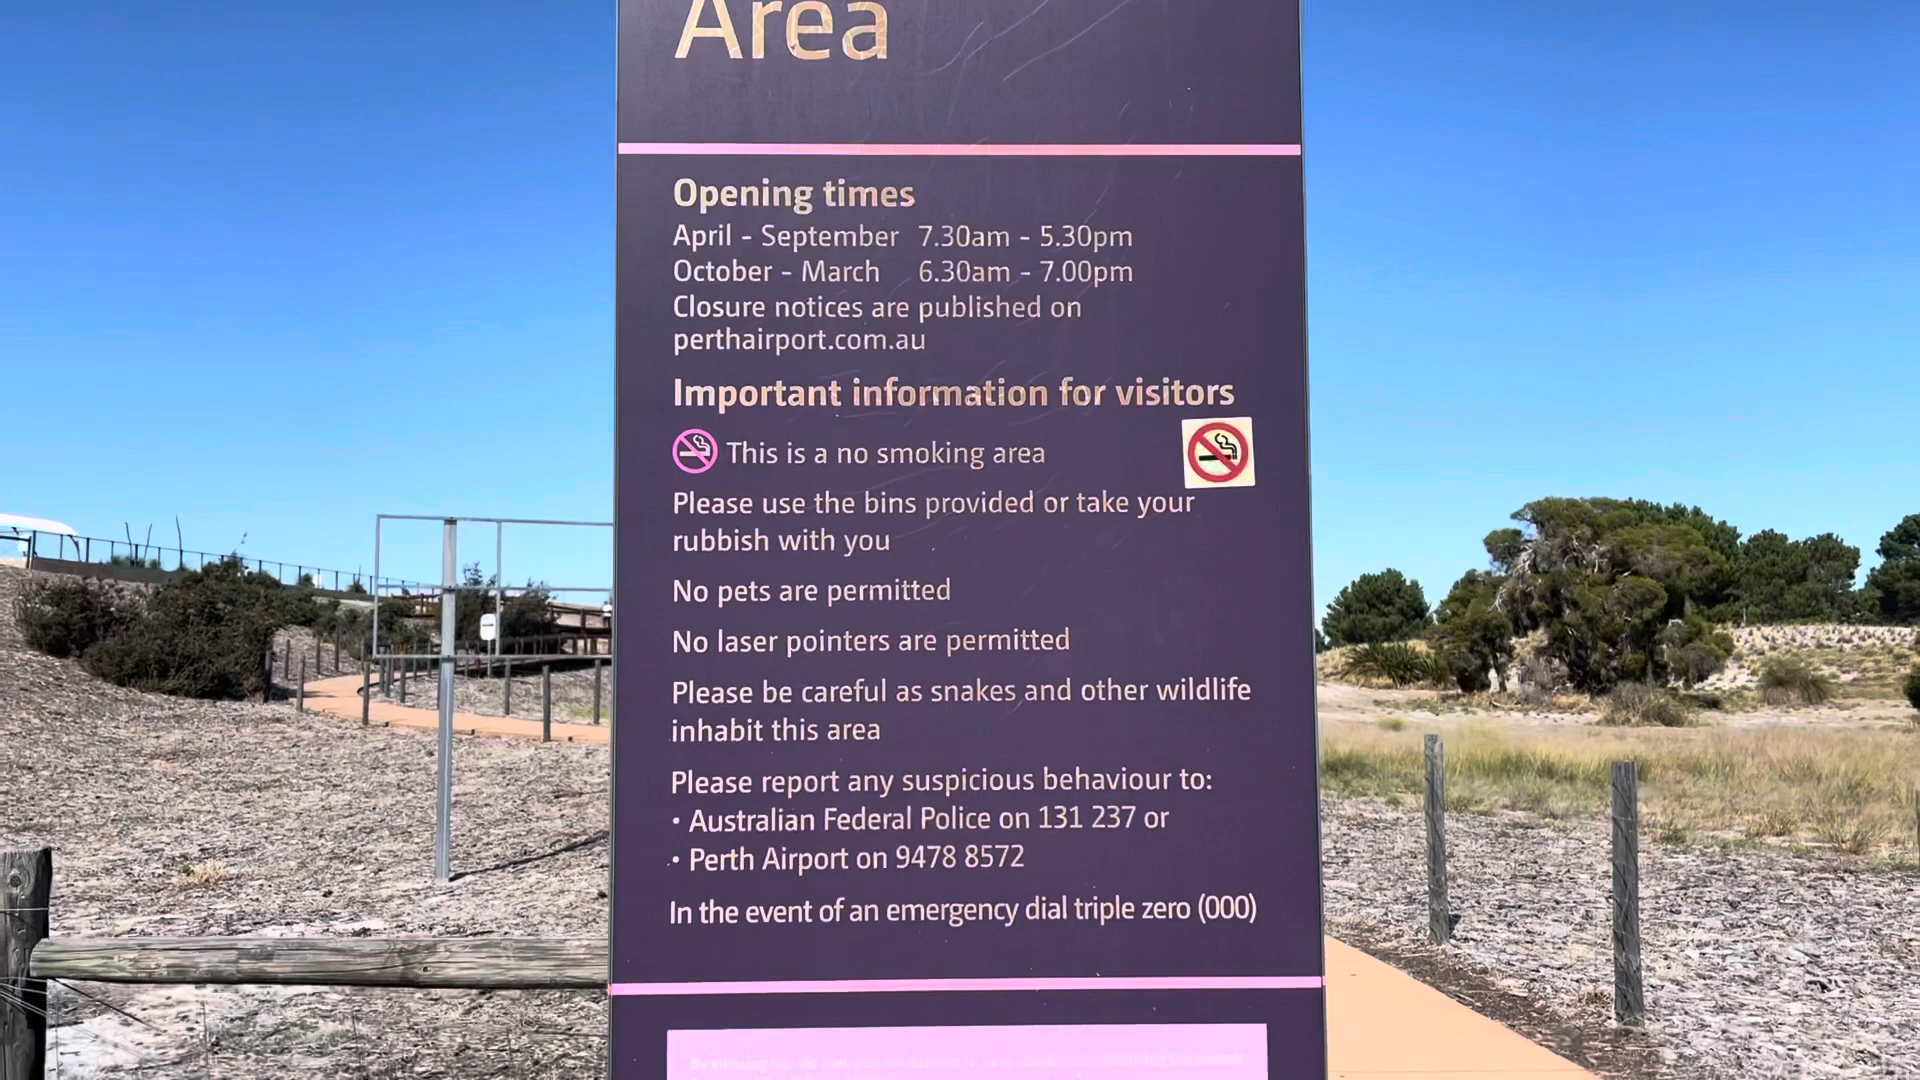 Area
Opening times
April - September 7.30am - 5.30pm
October - March 6.30am - 7.00pm
Closure notices are published on
perthairport.com.au
Important information for visitors
This is a no smoking area
Please use the bins provided or take your
rubbish with you
No pets are permitted
No laser pointers are permitted
Please be careful as snakes and other wildlife
inhabit this area
Please report any suspicious behaviour to:
• Australian Federal Police on 131 237 or
• Perth Airport on 9478 8572
In the event of an emergency dial triple zero (000)